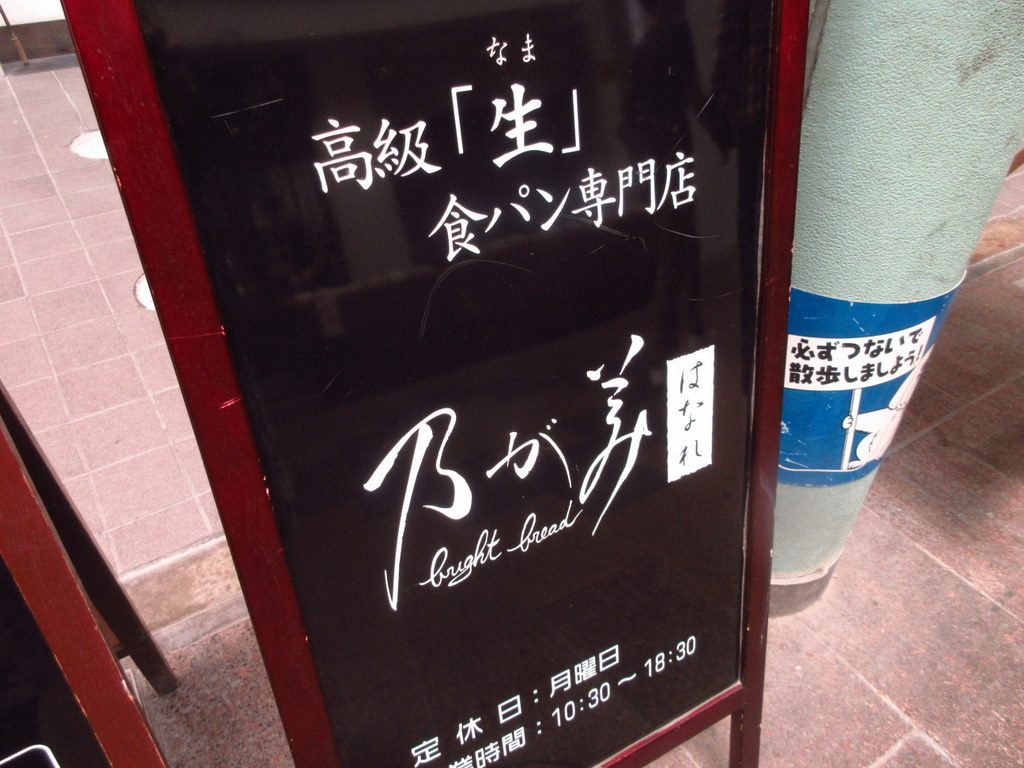 なま
高級「生」
食パン専門店
乃が美
はなれ
bright bread
定休日：月曜日
業時間：10:30～18:30
必ずつないで
散歩しましょう!